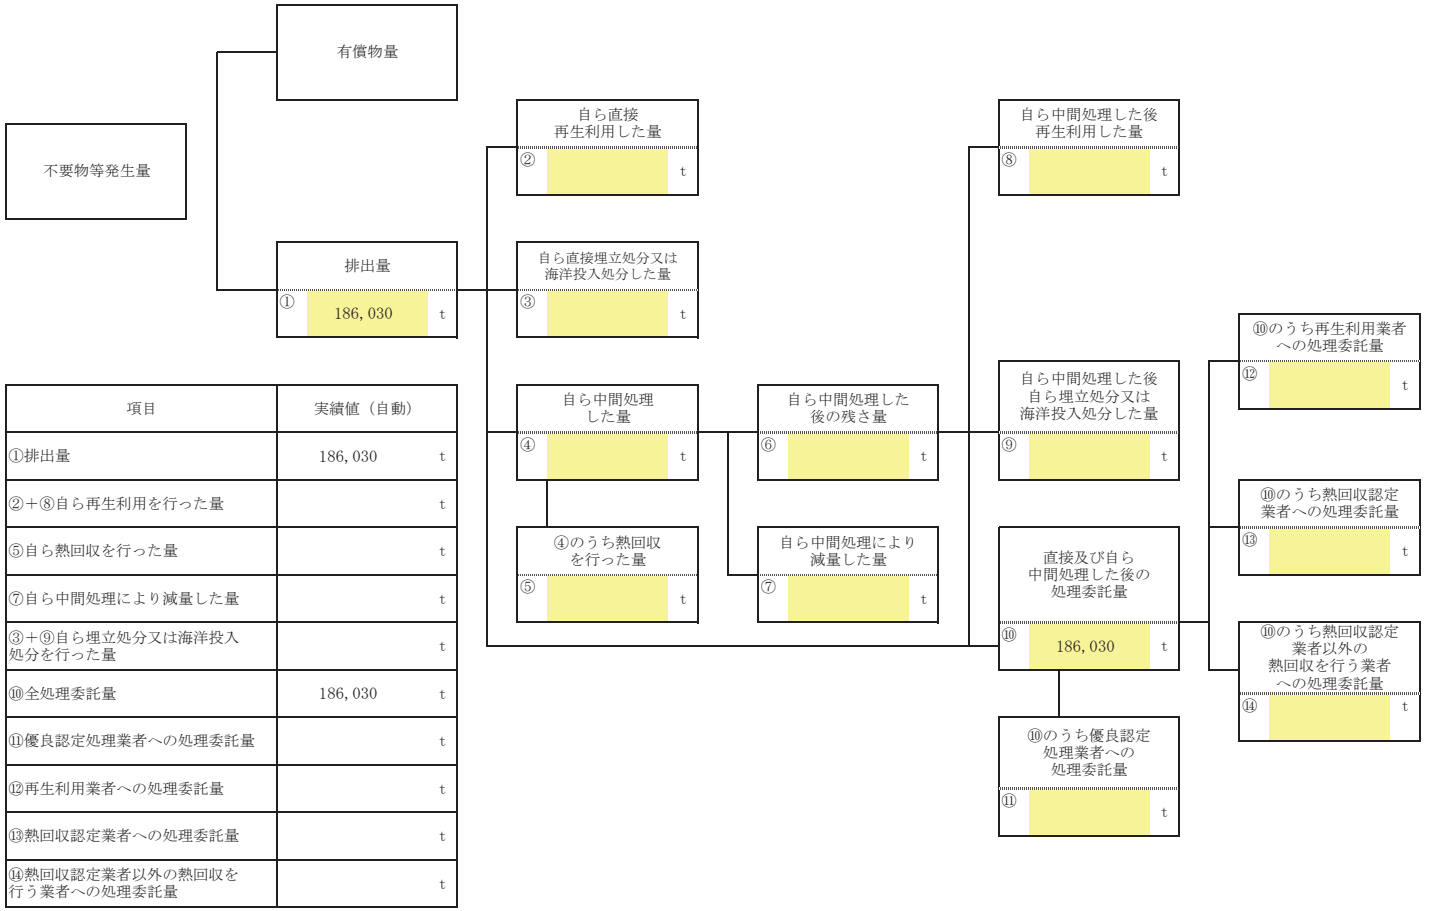 有償物量
不要物等発生量
排出量
①
186,030
t
自ら直接
再生利用した量
②
t
自ら直接埋立処分又は
海洋投入処分した量
③
t
自ら中間処理
した量
④
t
④のうち熱回収
を行った量
⑤
t
自ら中間処理した
後の残さ量
⑥
t
自ら中間処理により
減量した量
⑦
t
自ら中間処理した後
再生利用した量
⑧
t
自ら中間処理した後
自ら埋立処分又は
海洋投入処分した量
⑨
t
直接及び自ら
中間処理した後の
処理委託量
⑩
186,030
t
⑩のうち優良認定
処理業者への
処理委託量
⑪
t
⑩のうち再生利用業者
への処理委託量
⑫
t
⑩のうち熱回収認定
業者への処理委託量
⑬
t
⑩のうち熱回収認定
業者以外の
熱回収を行う業者
への処理委託量
⑭
t
項目 実績値（自動）
①排出量 186,030 t
②＋⑧自ら再生利用を行った量 t
⑤自ら熱回収を行った量 t
⑦自ら中間処理により減量した量 t
③＋⑨自ら埋立処分又は海洋投入
処分を行った量 t
⑩全処理委託量 186,030 t
⑪優良認定処理業者への処理委託量 t
⑫再生利用業者への処理委託量 t
⑬熱回収認定業者への処理委託量 t
⑭熱回収認定業者以外の熱回収を
行う業者への処理委託量 t